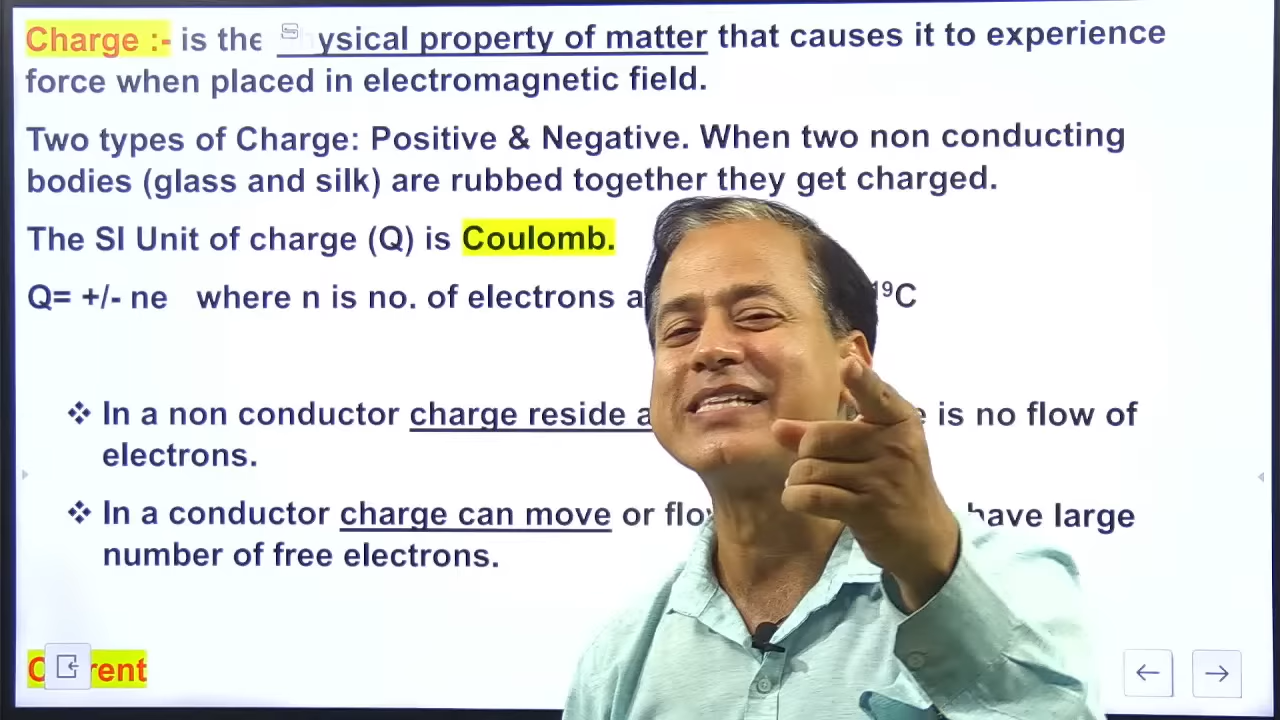 Charge :- is the ysical property of matter that causes it to experience
force when placed in electromagnetic field.
Two types of Charge: Positive & Negative. When two non conducting
bodies (glass and silk) are rubbed together they get charged.
The SI Unit of charge (Q) is Coulomb.
Q= +/- ne where n is no. of electrons a ¹⁹C
In a non conductor charge reside is no flow of
electrons.
In a conductor charge can move or flo have large
number of free electrons.
C rent